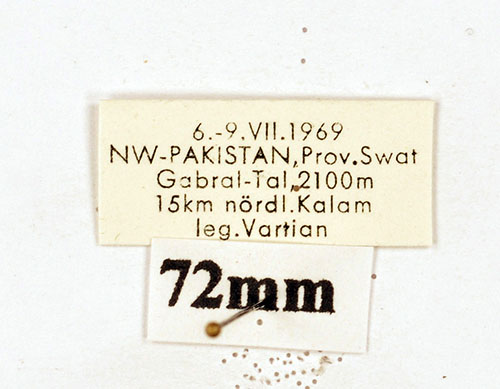 6.-9.VII.1969
NW-PAKISTAN,Prov.Swat
Gabral-Tal,2100m
15km nördl.Kalam
leg.Vartian
72mm